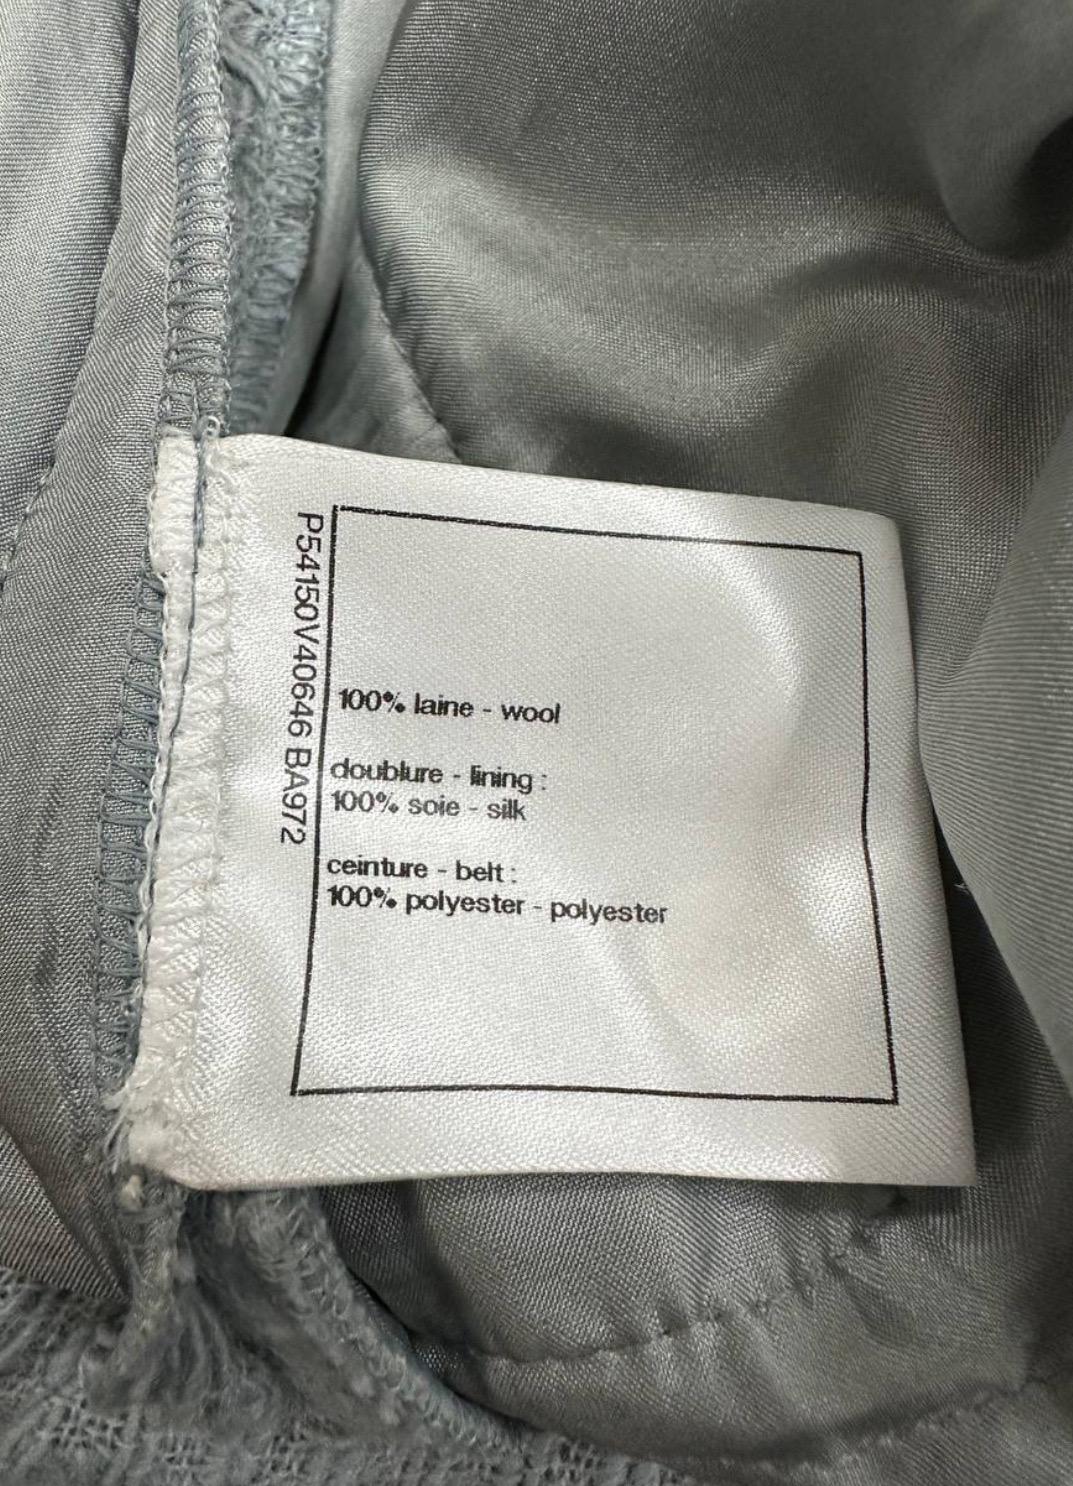 P54150V40646 BA972
100% laine - wool
doublure - lining :
100% soie - silk
ceinture - belt :
100% polyester - polyester